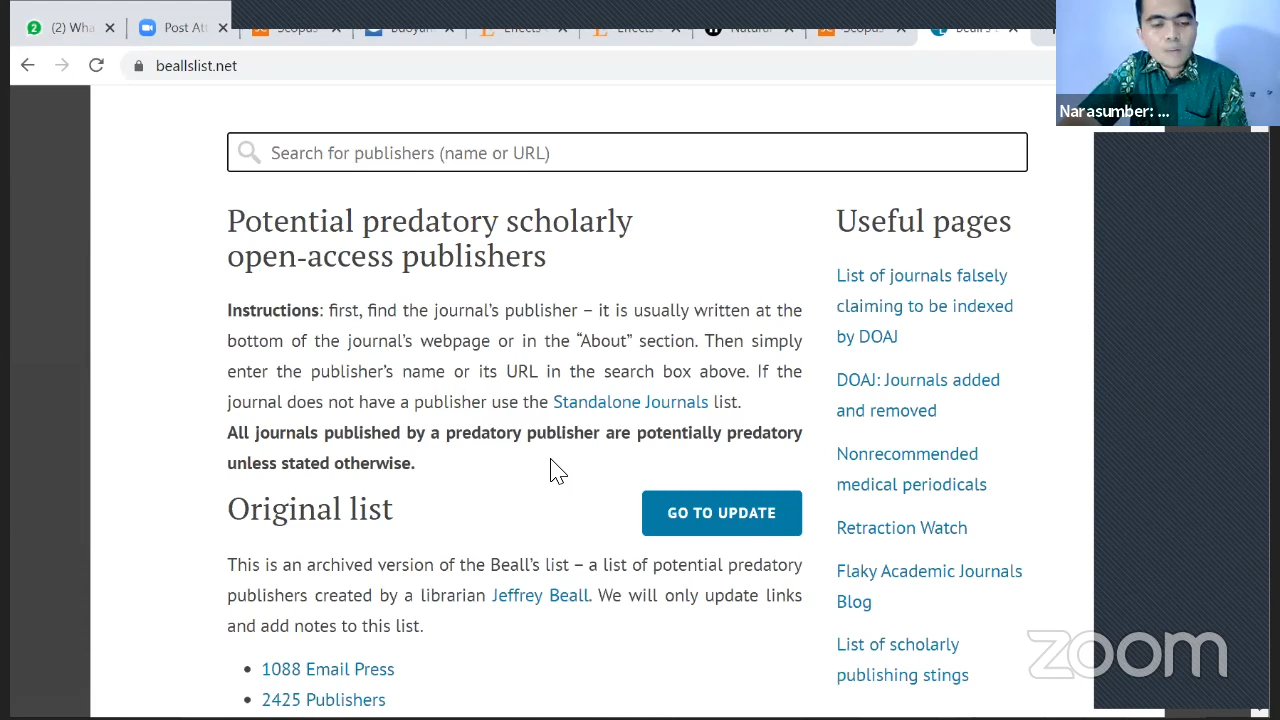 (2) Wha
Post Att
Scopus
Effects
Effects
Natural
Scopus
beallslist.net
Narasumber: ...
Search for publishers (name or URL)
Potential predatory scholarly
open-access publishers
Instructions: first, find the journal's publisher – it is usually written at the
bottom of the journal's webpage or in the “About” section. Then simply
enter the publisher's name or its URL in the search box above. If the
journal does not have a publisher use the Standalone Journals list.
All journals published by a predatory publisher are potentially predatory
unless stated otherwise.
Original list
GO TO UPDATE
This is an archived version of the Beall's list – a list of potential predatory
publishers created by a librarian Jeffrey Beall. We will only update links
and add notes to this list.
• 1088 Email Press
• 2425 Publishers
Useful pages
List of journals falsely
claiming to be indexed
by DOAJ
DOAJ: Journals added
and removed
Nonrecommended
medical periodicals
Retraction Watch
Flaky Academic Journals
Blog
List of scholarly
publishing stings
zoom